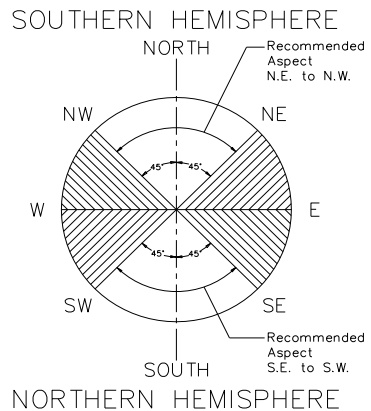 SOUTHERN HEMISPHERE
NORTH
Recommended
Aspect
N.E. to N.W.
NW
NE
45°
45°
W
E
45°
45°
SW
SE
Recommended
Aspect
S.E. to S.W.
SOUTH
NORTHERN HEMISPHERE